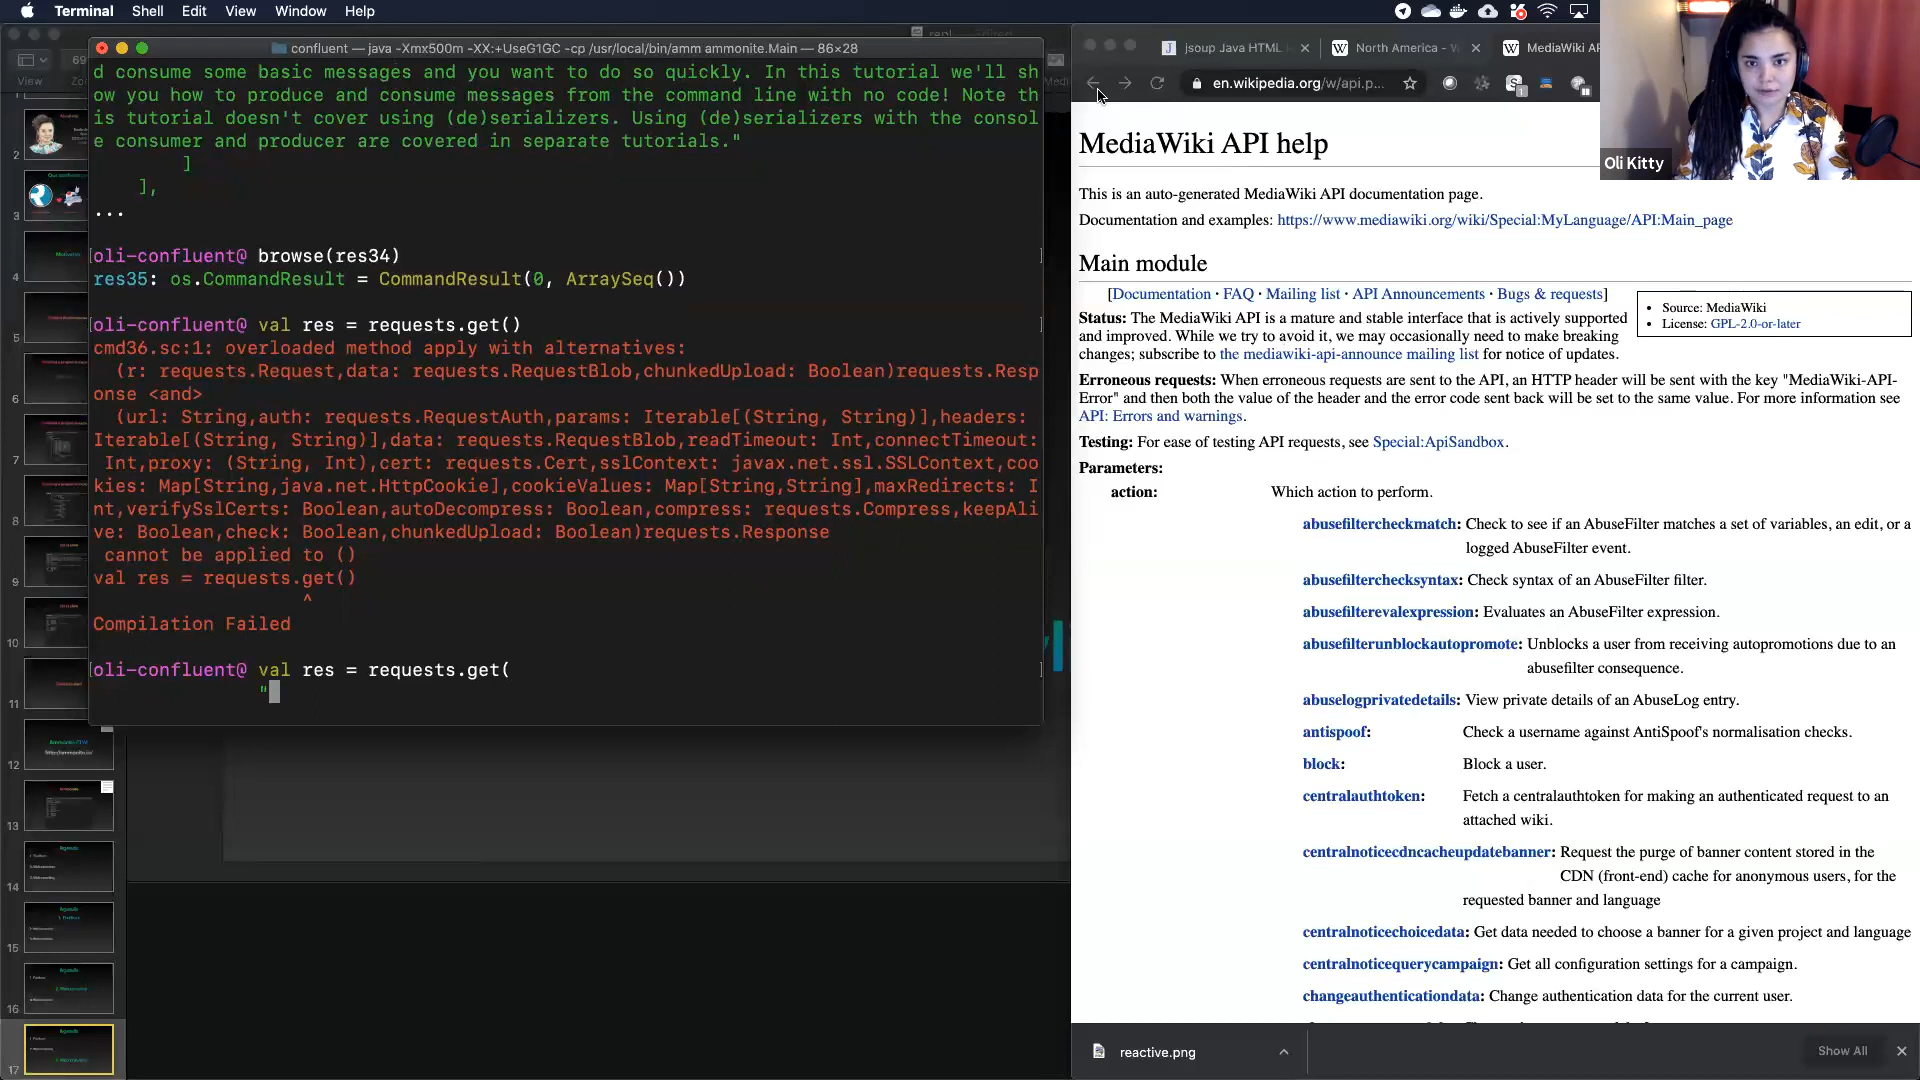 Terminal Shell Edit View Window Help
confluent — java -Xmx500m -XX:+UseG1GC -cp /usr/local/bin/amm ammonite.Main — 86×28
d consume some basic messages and you want to do so quickly. In this tutorial we'll sh
ow you how to produce and consume messages from the command line with no code! Note th
is tutorial doesn't cover using (de)serializers. Using (de)serializers with the consol
e consumer and producer are covered in separate tutorials."
]
],
...
oli-confluent@ browse(res34)
res35: os.CommandResult = CommandResult(0, ArraySeq())
oli-confluent@ val res = requests.get()
cmd36.sc:1: overloaded method apply with alternatives:
(r: requests.Request,data: requests.RequestBlob,chunkedUpload: Boolean)requests.Resp
onse <and>
(url: String,auth: requests.RequestAuth,params: Iterable[(String, String)],headers:
Iterable[(String, String)],data: requests.RequestBlob,readTimeout: Int,connectTimeout:
Int,proxy: (String, Int),cert: requests.Cert,sslContext: javax.net.ssl.SSLContext,coo
kies: Map[String,java.net.HttpCookie],cookieValues: Map[String,String],maxRedirects: I
nt,verifySslCerts: Boolean,autoDecompress: Boolean,compress: requests.Compress,keepAli
ve: Boolean,check: Boolean,chunkedUpload: Boolean)requests.Response
cannot be applied to ()
val res = requests.get()
^
Compilation Failed
oli-confluent@ val res = requests.get(
"
View
2
3
4
5
6
7
8
9
10
11
12
13
14
15
16
17
jsoup Java HTML
North America -
MediaWiki AP
en.wikipedia.org/w/api.p...
Oli Kitty
MediaWiki API help
This is an auto-generated MediaWiki API documentation page.
Documentation and examples: https://www.mediawiki.org/wiki/Special:MyLanguage/API:Main_page
Main module
[Documentation · FAQ · Mailing list · API Announcements · Bugs & requests]
• Source: MediaWiki
• License: GPL-2.0-or-later
Status: The MediaWiki API is a mature and stable interface that is actively supported
and improved. While we try to avoid it, we may occasionally need to make breaking
changes; subscribe to the mediawiki-api-announce mailing list for notice of updates.
Erroneous requests: When erroneous requests are sent to the API, an HTTP header will be sent with the key "MediaWiki-API-
Error" and then both the value of the header and the error code sent back will be set to the same value. For more information see
API: Errors and warnings.
Testing: For ease of testing API requests, see Special:ApiSandbox.
Parameters:
action: Which action to perform.
abusefiltercheckmatch: Check to see if an AbuseFilter matches a set of variables, an edit, or a
logged AbuseFilter event.
abusefilterchecksyntax: Check syntax of an AbuseFilter filter.
abusefilterevalexpression: Evaluates an AbuseFilter expression.
abusefilterunblockautopromote: Unblocks a user from receiving autopromotions due to an
abusefilter consequence.
abuselogprivatedetails: View private details of an AbuseLog entry.
antispoof: Check a username against AntiSpoof's normalisation checks.
block: Block a user.
centralauthtoken: Fetch a centralauthtoken for making an authenticated request to an
attached wiki.
centralnoticecdncacheupdatebanner: Request the purge of banner content stored in the
CDN (front-end) cache for anonymous users, for the
requested banner and language
centralnoticechoicedata: Get data needed to choose a banner for a given project and language
centralnoticequerycampaign: Get all configuration settings for a campaign.
changeauthenticationdata: Change authentication data for the current user.
reactive.png
Show All